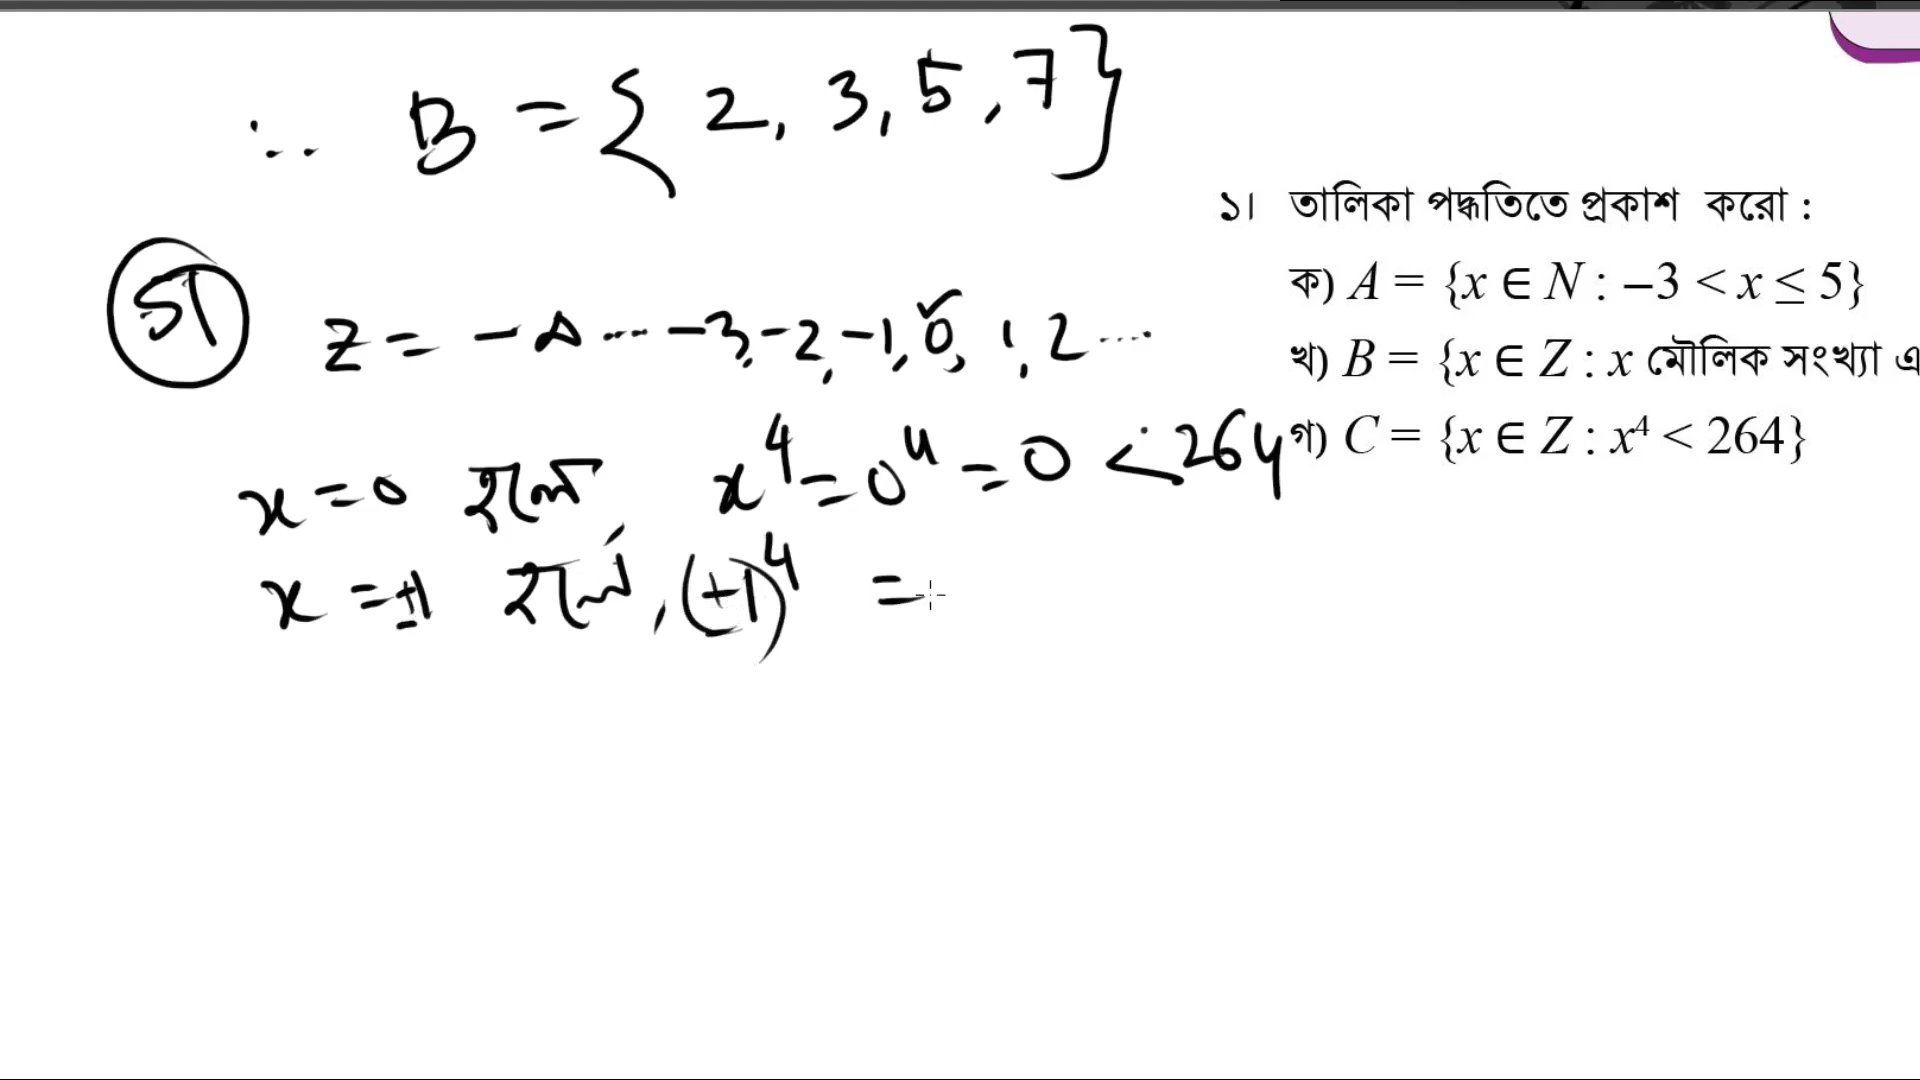 ∴ B = { 2, 3, 5, 7 }
গ Z = - ∞ ... -3, -2, -1, 0, 1, 2 ...
x = 0 হলে x⁴ = 0⁴ = 0 < 264
x = ±1 হলে, (±1)⁴ =
১। তালিকা পদ্ধতিতে প্রকাশ করো :
ক) A = {x ∈ N : –3 < x ≤ 5}
খ) B = {x ∈ Z : x মৌলিক সংখ্যা এ
গ) C = {x ∈ Z : x⁴ < 264}